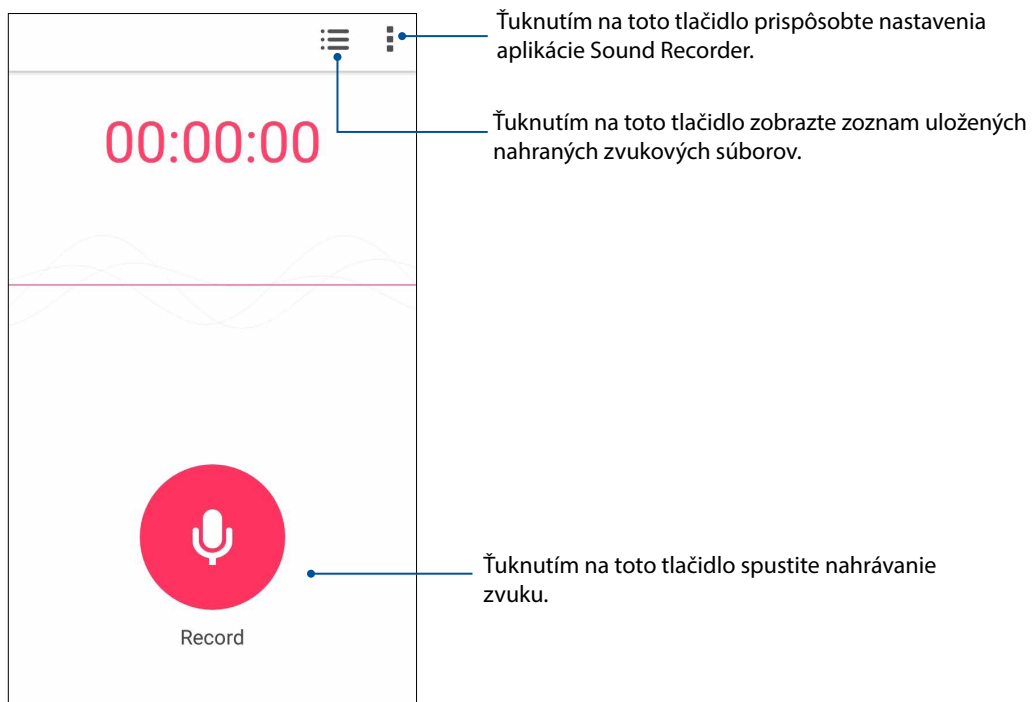 Ťuknutím na toto tlačidlo prispôsobte nastavenia
aplikácie Sound Recorder.
00:00:00
Ťuknutím na toto tlačidlo zobrazte zoznam uložených
nahraných zvukových súborov.
Ťuknutím na toto tlačidlo spustite nahrávanie
zvuku.
Record